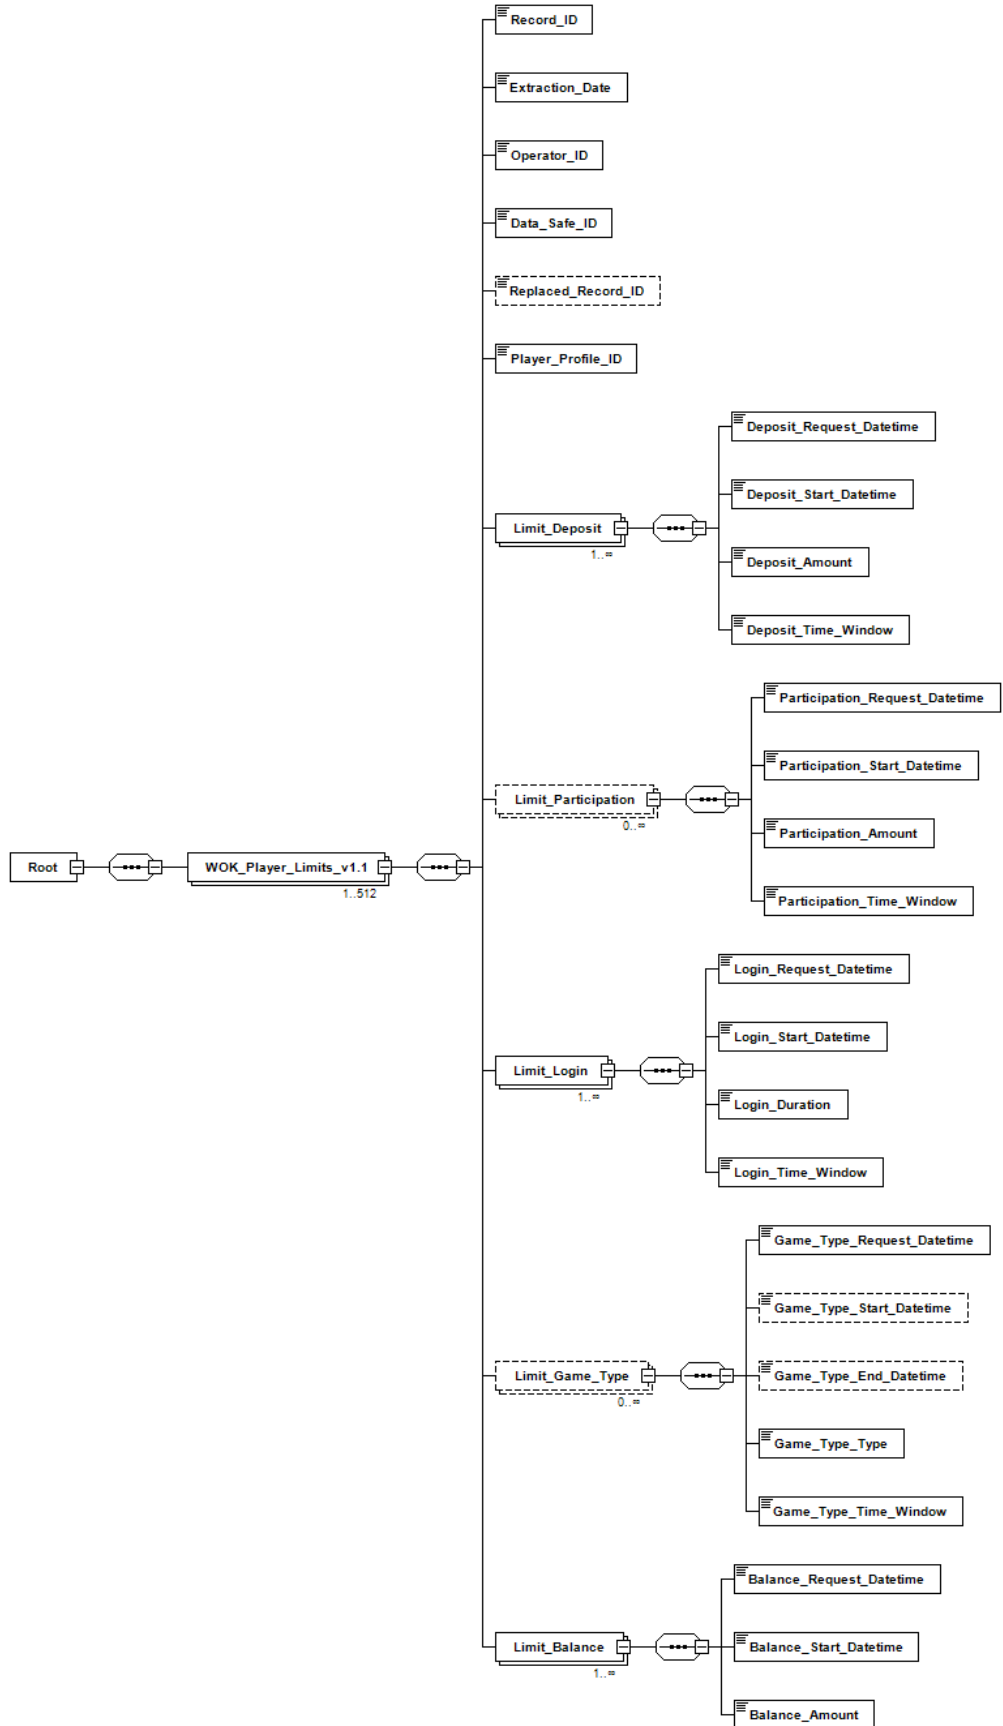 Record_ID
Extraction_Date
Operator_ID
Data_Safe_ID
Replaced_Record_ID
Player_Profile_ID
Deposit_Request_Datetime
Deposit_Start_Datetime
Limit_Deposit
1..∞
Deposit_Amount
Deposit_Time_Window
Participation_Request_Datetime
Participation_Start_Datetime
Limit_Participation
0..∞
Participation_Amount
Participation_Time_Window
Root
WOK_Player_Limits_v1.1
1..512
Login_Request_Datetime
Login_Start_Datetime
Limit_Login
1..∞
Login_Duration
Login_Time_Window
Game_Type_Request_Datetime
Game_Type_Start_Datetime
Limit_Game_Type
0..∞
Game_Type_End_Datetime
Game_Type_Type
Game_Type_Time_Window
Balance_Request_Datetime
Limit_Balance
1..∞
Balance_Start_Datetime
Balance_Amount